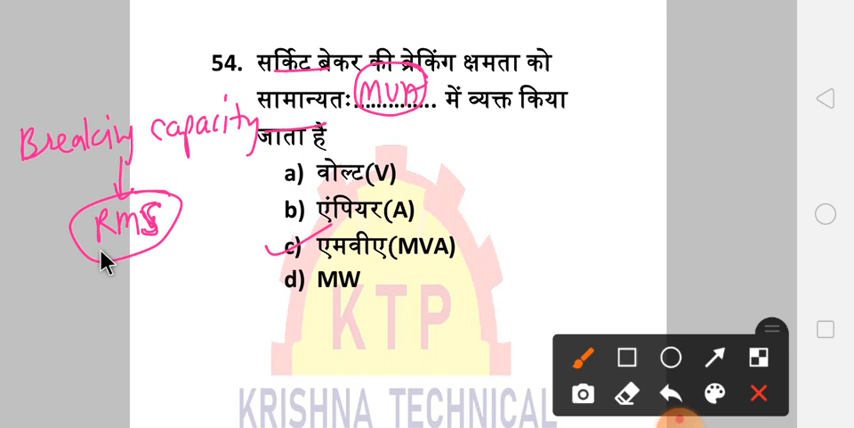 54. सर्किट ब्रेकर की ब्रेकिंग क्षमता को
सामान्यतः.............. में व्यक्त किया
MVA
जाता है
Breaking capacity
RMS
a) वोल्ट(V)
b) एंपियर(A)
c) एमवीए(MVA)
d) MW
KTP
KRISHNA TECHNICAL